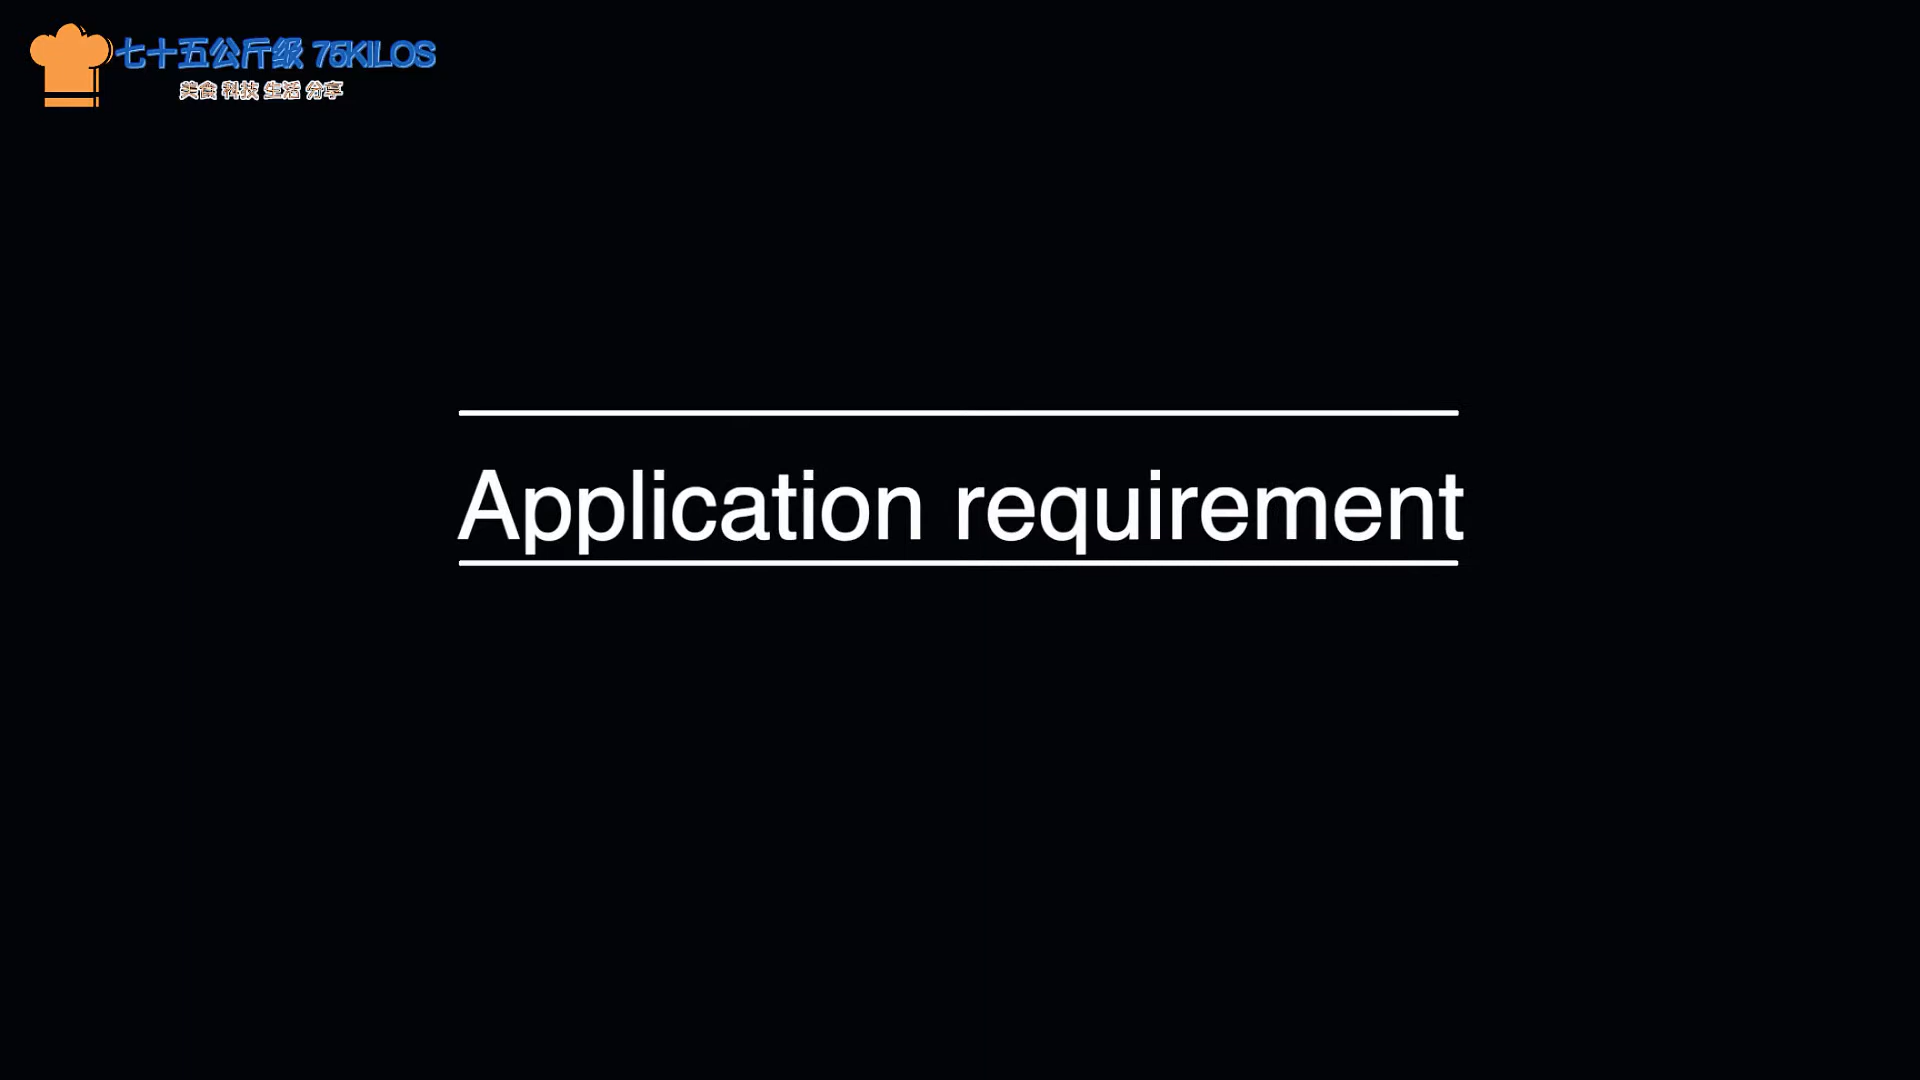 七十五公斤级 75KILOS
美食 科技 生活 分享
Application requirement